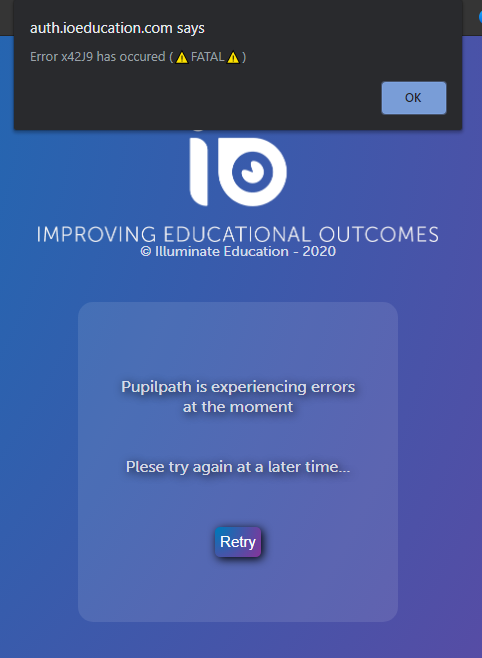 auth.ioeducation.com says
Error x42J9 has occured (⚠FATAL⚠)
OK
io
IMPROVING EDUCATIONAL OUTCOMES
© Illuminate Education - 2020
Pupilpath is experiencing errors
at the moment
Plese try again at a later time...
Retry